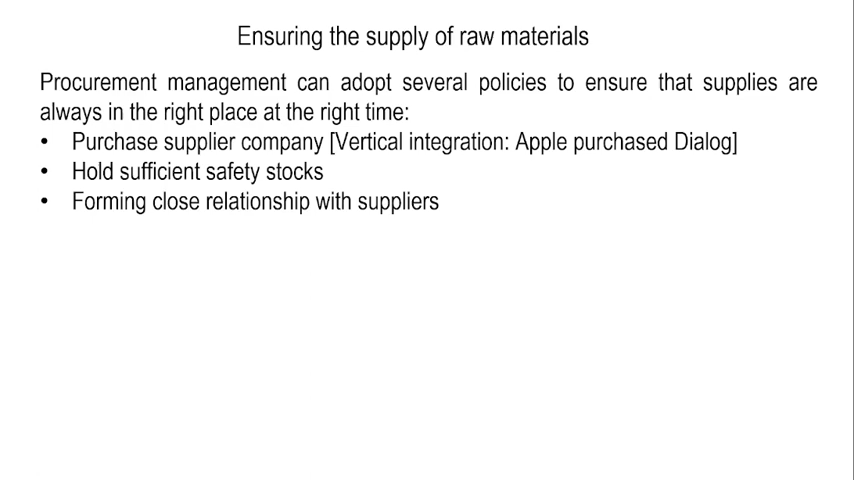 Ensuring the supply of raw materials
Procurement management can adopt several policies to ensure that supplies are
always in the right place at the right time:
• Purchase supplier company [Vertical integration: Apple purchased Dialog]
• Hold sufficient safety stocks
• Forming close relationship with suppliers